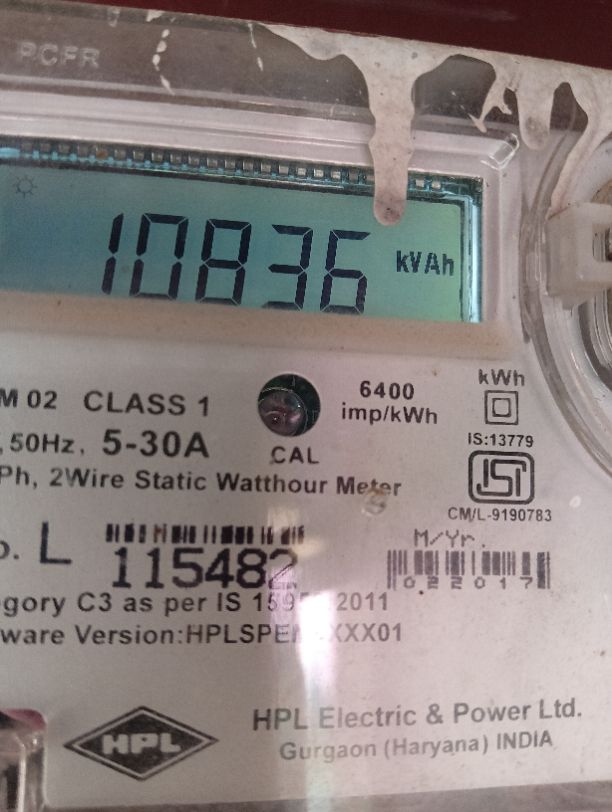 PCFR
10836 kVAh
M 02 CLASS 1
6400
imp/kWh
kWh
, 50Hz, 5-30A
CAL
IS:13779
Ph, 2Wire Static Watthour Meter
ISI
CM/L-9190783
o. L 115482
M/Yr.
022017
gory C3 as per IS 2011
ware Version:
HPL
HPL Electric & Power Ltd.
Gurgaon (Haryana) INDIA